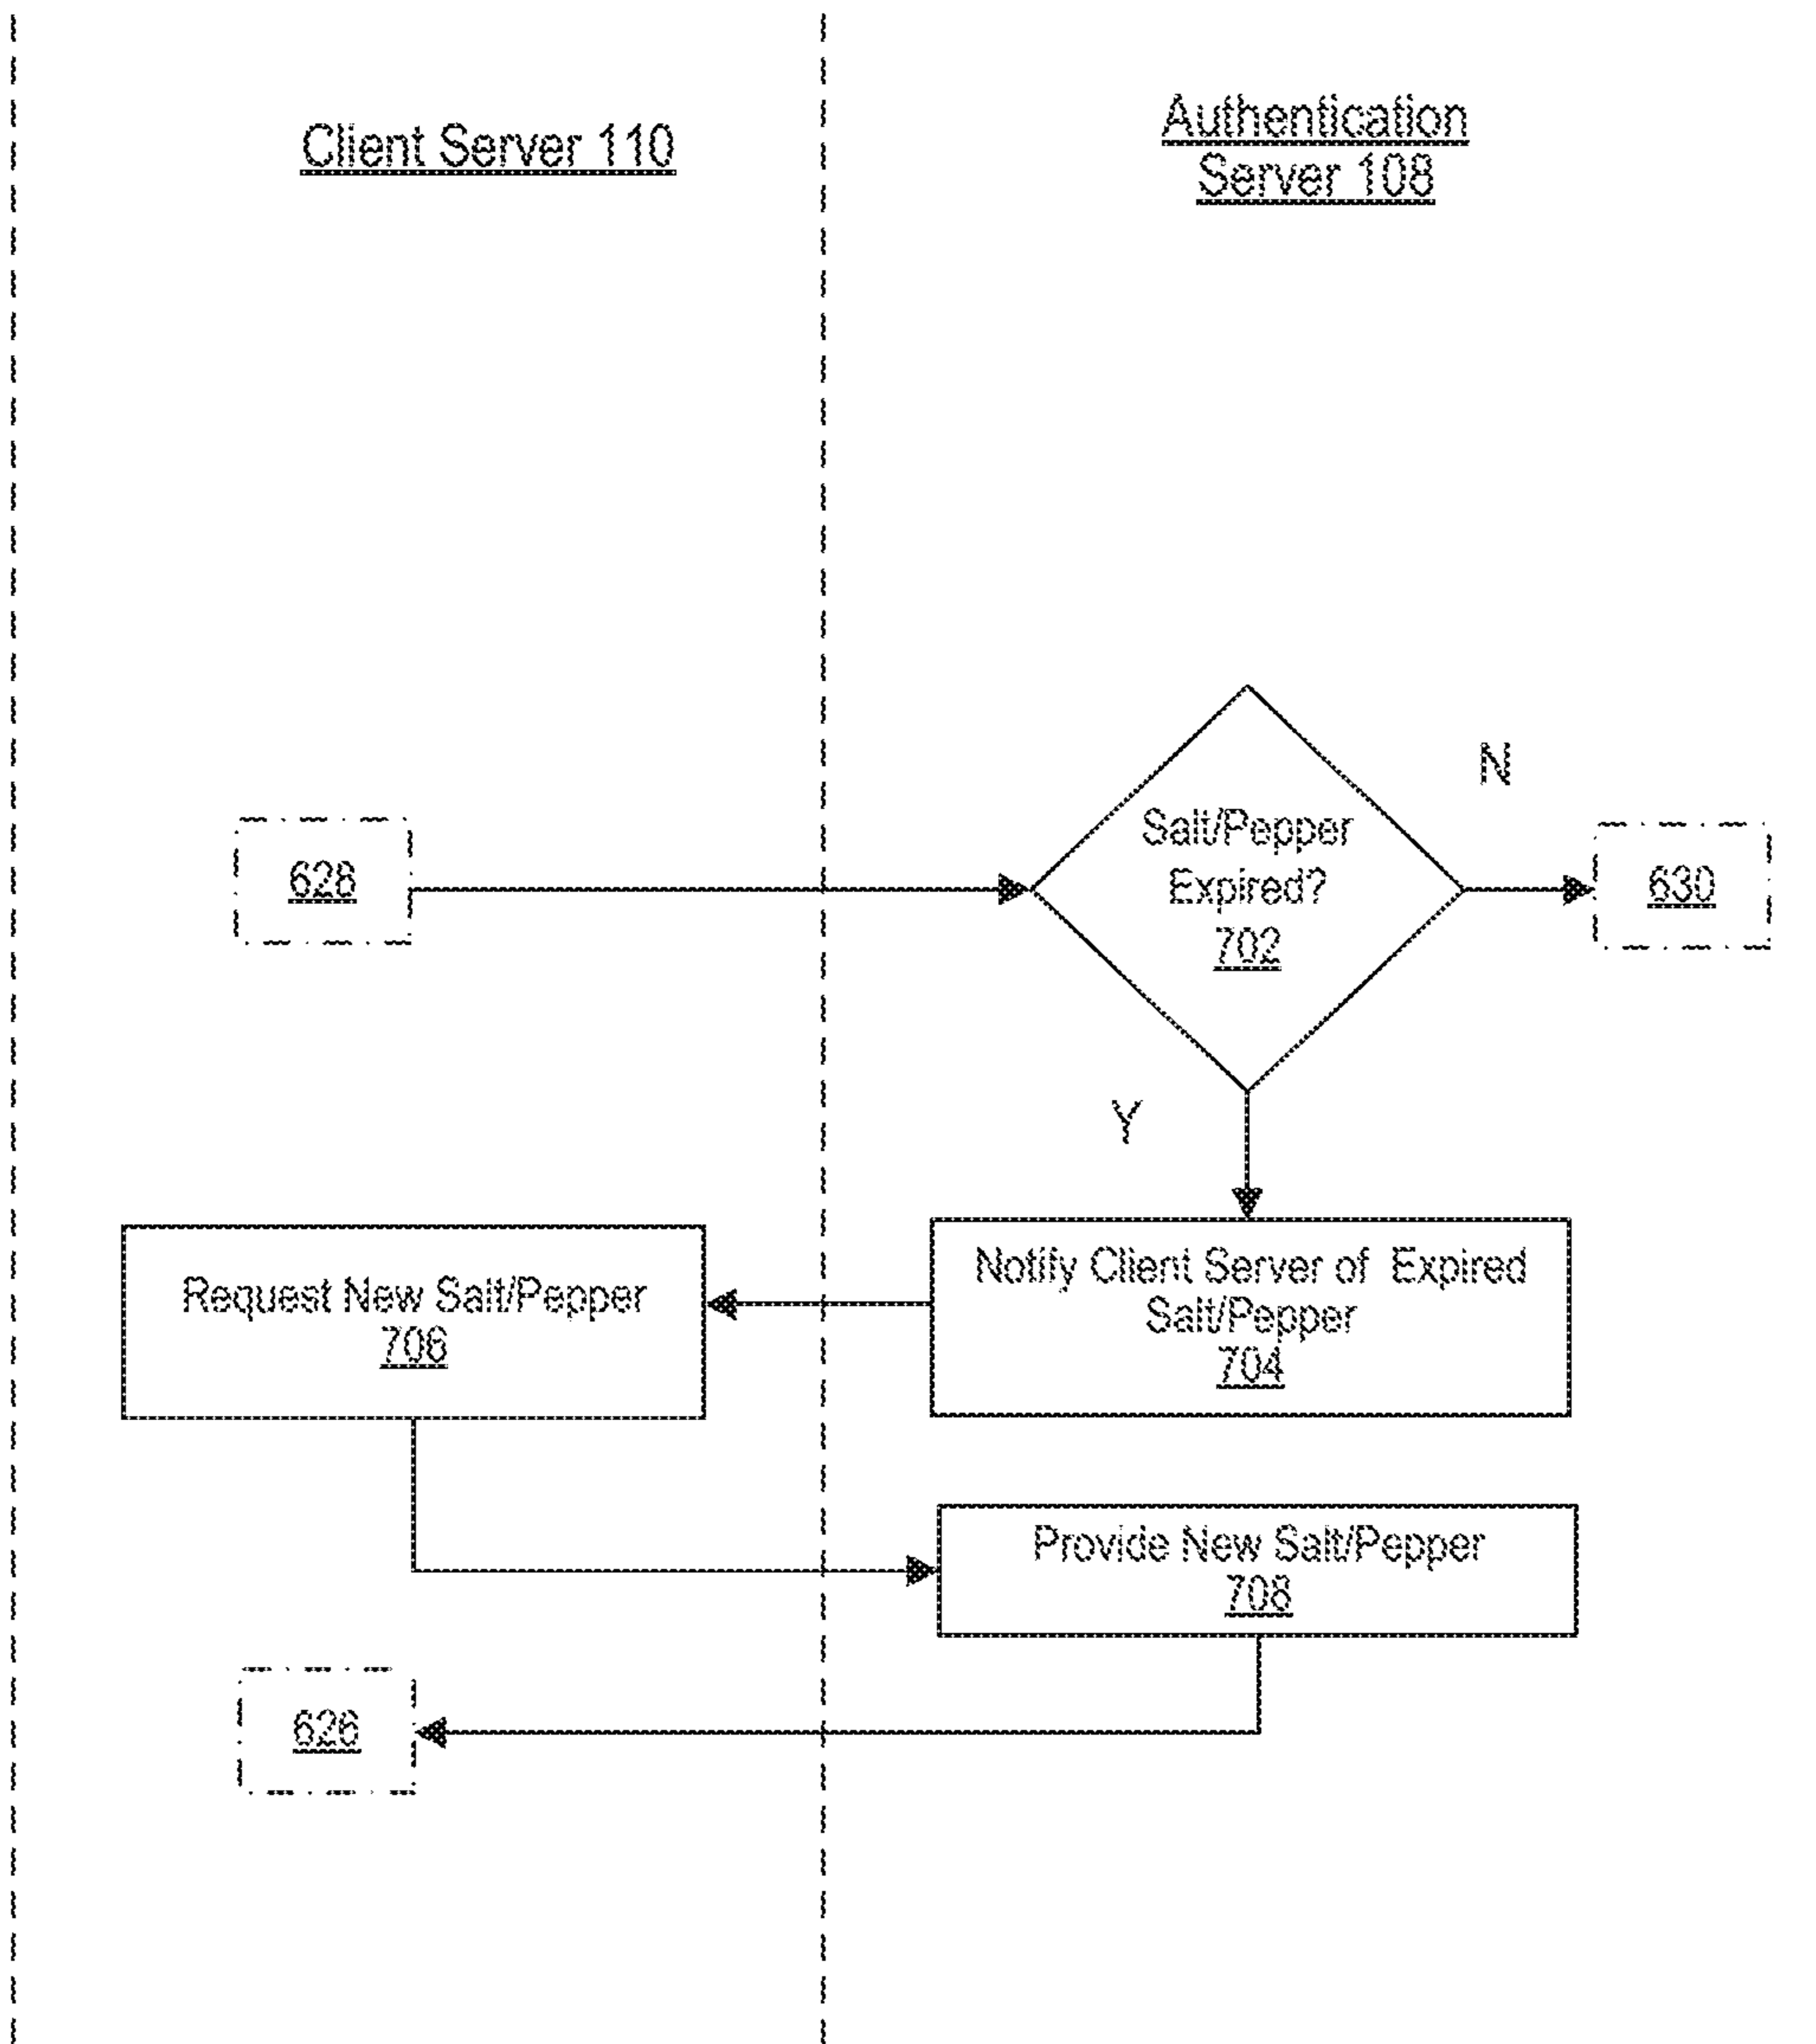 Client Server 110
Authentication
Server 108
Salt/Pepper
Expired?
702
N
628
630
Y
Notify Client Server of Expired
Salt/Pepper
704
Request New Salt/Pepper
706
Provide New Salt/Pepper
708
626